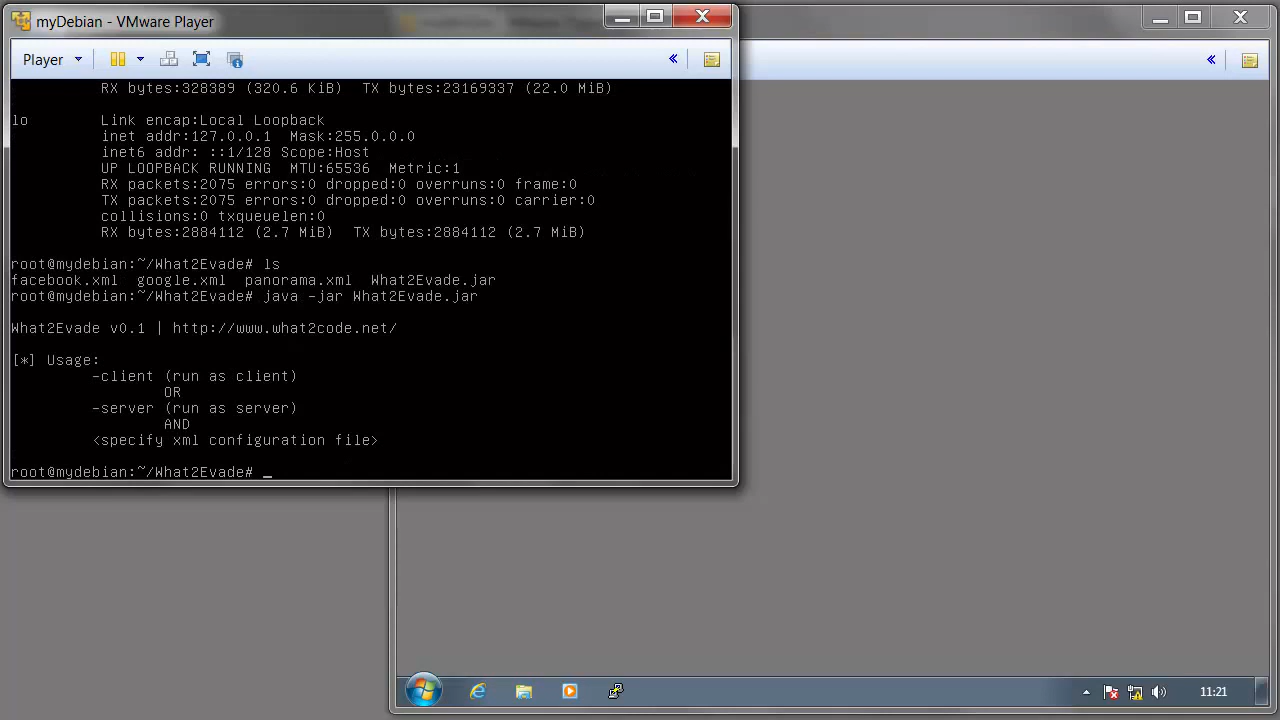 myDebian - VMware Player
Player
RX bytes:328389 (320.6 KiB)  TX bytes:23169337 (22.0 MiB)
lo        Link encap:Local Loopback
inet addr:127.0.0.1  Mask:255.0.0.0
inet6 addr: ::1/128 Scope:Host
UP LOOPBACK RUNNING  MTU:65536  Metric:1
RX packets:2075 errors:0 dropped:0 overruns:0 frame:0
TX packets:2075 errors:0 dropped:0 overruns:0 carrier:0
collisions:0 txqueuelen:0
RX bytes:2884112 (2.7 MiB)  TX bytes:2884112 (2.7 MiB)
root@mydebian:~/What2Evade# ls
facebook.xml  google.xml  panorama.xml  What2Evade.jar
root@mydebian:~/What2Evade# java -jar What2Evade.jar
What2Evade v0.1 | http://www.what2code.net/
[*] Usage:
-client (run as client)
OR
-server (run as server)
AND
<specify xml configuration file>
root@mydebian:~/What2Evade# _
11:21